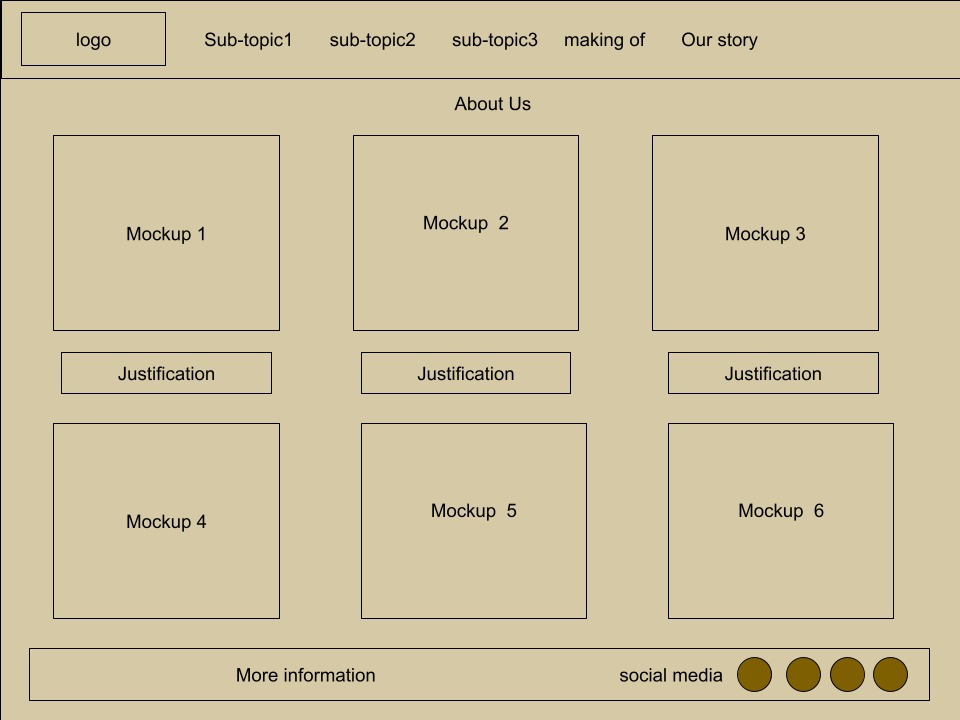 logo
Sub-topic1 sub-topic2 sub-topic3 making of Our story
About Us
Mockup 1
Mockup  2
Mockup 3
Justification
Justification
Justification
Mockup 4
Mockup  5
Mockup  6
More information
social media